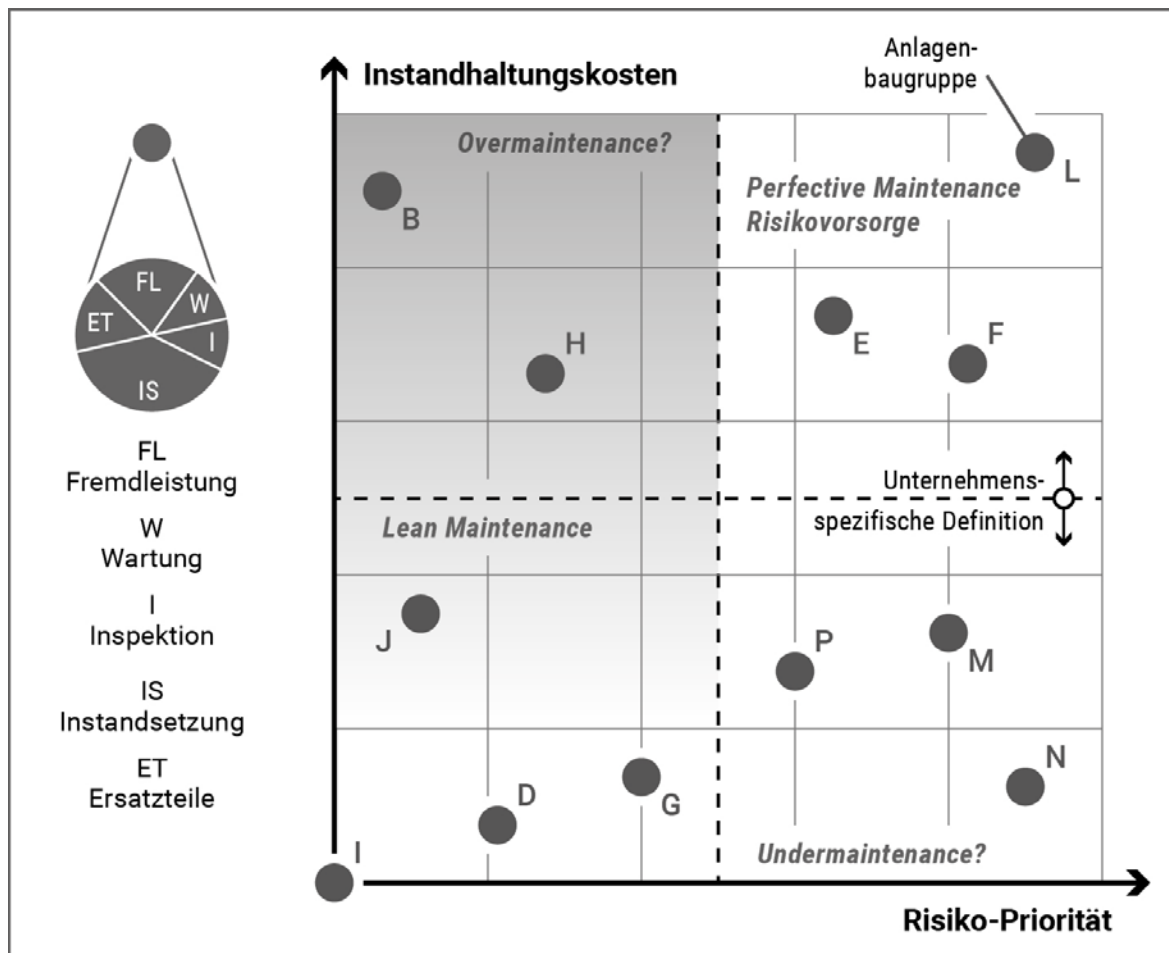 Instandhaltungskosten
Anlagen-
baugruppe
Overmaintenance?
L
Perfective Maintenance
Risikovorsorge
B
FL
W
ET
I
IS
H
E
F
FL
Fremdleistung
Unternehmens-
spezifische Definition
Lean Maintenance
W
Wartung
I
Inspektion
J
P
M
IS
Instandsetzung
ET
Ersatzteile
D
G
N
I
Undermaintenance?
Risiko-Priorität